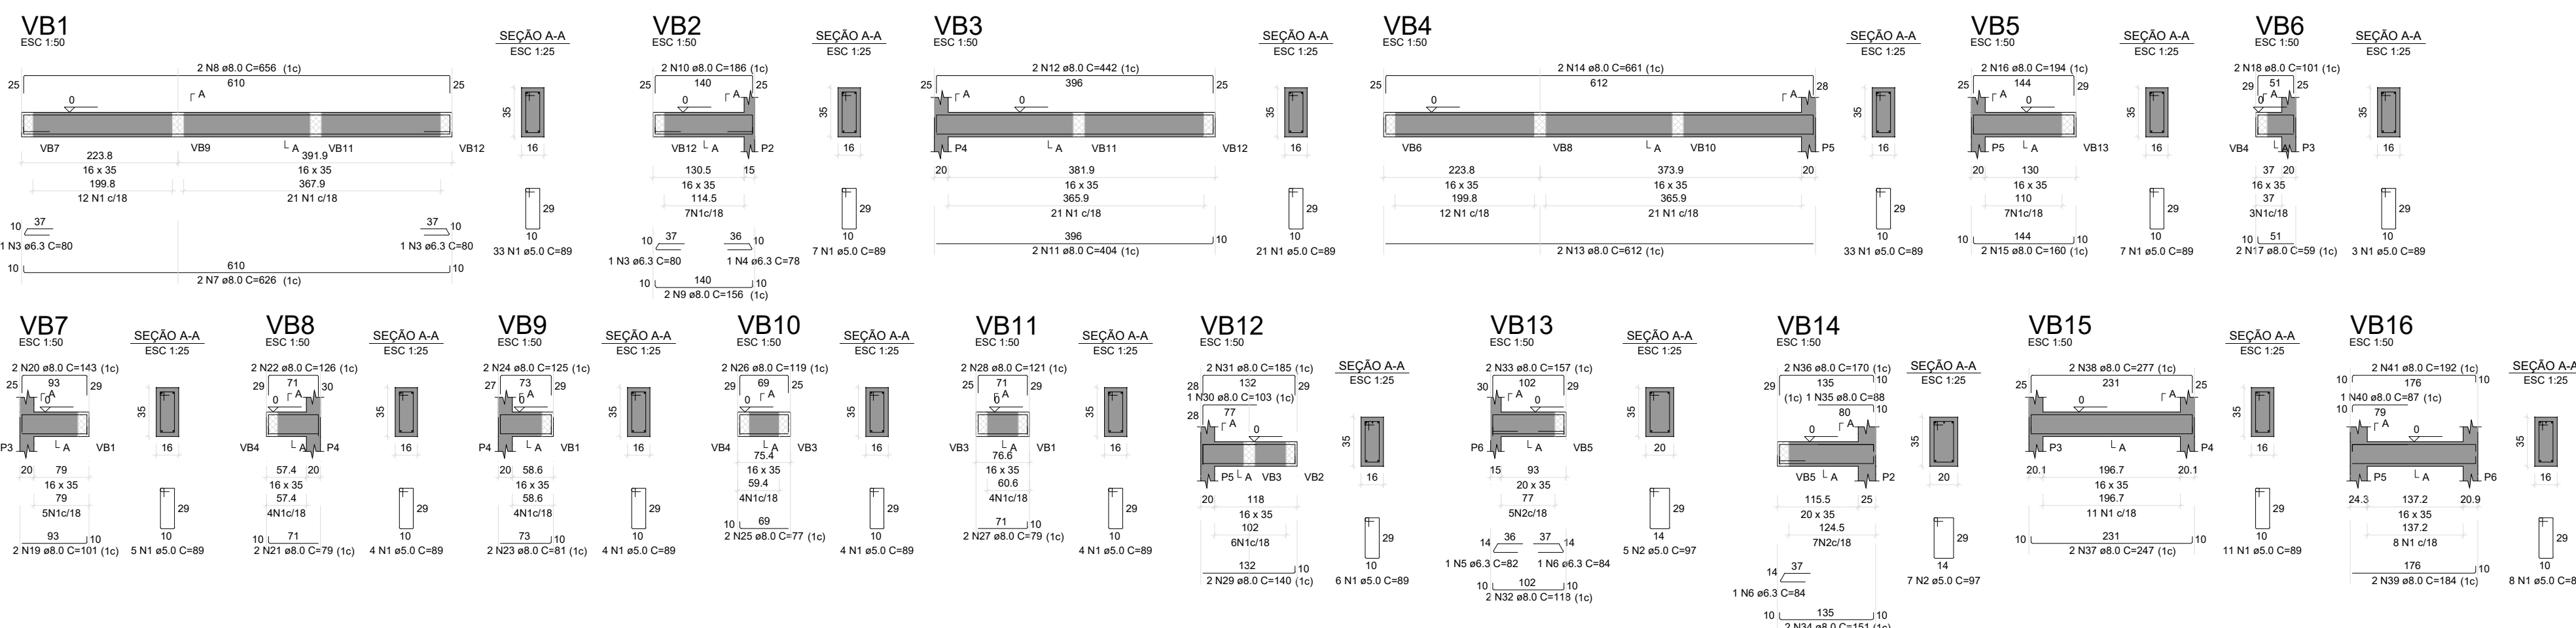 VB1
ESC 1:50
SEÇÃO A-A
ESC 1:25
2 N8 ø8.0 C=656 (1c)
25 610 25
A
0
35
VB7 VB9 A VB11 VB12
16
223.8 391.9
16 x 35 16 x 35
199.8 367.9
12 N1 c/18 21 N1 c/18
29
10 37 37 10
1 N3 ø6.3 C=80 1 N3 ø6.3 C=80
10
33 N1 ø5.0 C=89
10 610 10
2 N7 ø8.0 C=626 (1c)
VB2
ESC 1:50
SEÇÃO A-A
ESC 1:25
2 N10 ø8.0 C=186 (1c)
25 140 25
A
0
35
VB12 A P2
16
130.5 15
16 x 35
114.5
7N1c/18
29
10 37 36 10
1 N3 ø6.3 C=80 1 N4 ø6.3 C=78
10
7 N1 ø5.0 C=89
10 140 10
2 N9 ø8.0 C=156 (1c)
VB3
ESC 1:50
SEÇÃO A-A
ESC 1:25
2 N12 ø8.0 C=442 (1c)
25 396 25
A
0
35
P4 A VB11 VB12
16
20 381.9
16 x 35
365.9
21 N1 c/18
29
396 10
2 N11 ø8.0 C=404 (1c)
10
21 N1 ø5.0 C=89
VB4
ESC 1:50
SEÇÃO A-A
ESC 1:25
2 N14 ø8.0 C=661 (1c)
25 612 28
A
0
35
VB6 VB8 A VB10 P5
16
223.8 373.9 20
16 x 35 16 x 35
199.8 365.9
12 N1 c/18 21 N1 c/18
29
2 N13 ø8.0 C=612 (1c)
10
33 N1 ø5.0 C=89
VB5
ESC 1:50
SEÇÃO A-A
ESC 1:25
2 N16 ø8.0 C=194 (1c)
25 144 29
A
0
35
P5 A VB13
16
20 130
16 x 35
110
7N1c/18
29
10 144 10
2 N15 ø8.0 C=160 (1c)
10
7 N1 ø5.0 C=89
VB6
ESC 1:50
SEÇÃO A-A
ESC 1:25
2 N18 ø8.0 C=101 (1c)
29 51 25
A
0
35
VB4 A P3
16
37 20
16 x 35
37
3N1c/18
29
10 51
2 N17 ø8.0 C=59 (1c)
10
3 N1 ø5.0 C=89
VB7
ESC 1:50
SEÇÃO A-A
ESC 1:25
2 N20 ø8.0 C=143 (1c)
25 93 29
A
0
35
P3 A VB1
16
20 79
16 x 35
79
5N1c/18
29
93 10
2 N19 ø8.0 C=101 (1c)
10
5 N1 ø5.0 C=89
VB8
ESC 1:50
SEÇÃO A-A
ESC 1:25
2 N22 ø8.0 C=126 (1c)
29 71 30
A
0
35
VB4 A P4
16
57.4 20
16 x 35
57.4
4N1c/18
29
10 71
2 N21 ø8.0 C=79 (1c)
10
4 N1 ø5.0 C=89
VB9
ESC 1:50
SEÇÃO A-A
ESC 1:25
2 N24 ø8.0 C=125 (1c)
27 73 29
A
0
35
P4 A VB1
16
20 58.6
16 x 35
58.6
4N1c/18
29
73 10
2 N23 ø8.0 C=81 (1c)
10
4 N1 ø5.0 C=89
VB10
ESC 1:50
SEÇÃO A-A
ESC 1:25
2 N26 ø8.0 C=119 (1c)
29 69 25
A
0
35
VB4 A VB3
16
75.4
16 x 35
59.4
4N1c/18
29
10 69
2 N25 ø8.0 C=77 (1c)
10
4 N1 ø5.0 C=89
VB11
ESC 1:50
SEÇÃO A-A
ESC 1:25
2 N28 ø8.0 C=121 (1c)
25 71 29
A
0
35
VB3 A VB1
16
76.6
16 x 35
60.6
4N1c/18
29
71 10
2 N27 ø8.0 C=79 (1c)
10
4 N1 ø5.0 C=89
VB12
ESC 1:50
SEÇÃO A-A
ESC 1:25
2 N31 ø8.0 C=185 (1c)
28 132 29
1 N30 ø8.0 C=103 (1c)
28 77
A
0
35
P5 A VB3 VB2
16
20 118
16 x 35
102
6N1c/18
29
132 10
2 N29 ø8.0 C=140 (1c)
10
6 N1 ø5.0 C=89
VB13
ESC 1:50
SEÇÃO A-A
ESC 1:25
2 N33 ø8.0 C=157 (1c)
30 102 29
A
0
35
P6 A VB5
20
15 93
20 x 35
77
5N2c/18
29
14 36 37 14
1 N5 ø6.3 C=82 1 N6 ø6.3 C=84
14
5 N2 ø5.0 C=97
10 102 10
2 N32 ø8.0 C=118 (1c)
VB14
ESC 1:50
SEÇÃO A-A
ESC 1:25
2 N36 ø8.0 C=170 (1c)
29 135 10
(1c) 1 N35 ø8.0 C=88
80 10
A
0
35
VB5 A P2
20
115.5 25
20 x 35
124.5
7N2c/18
29
14 37
1 N6 ø6.3 C=84
14
7 N2 ø5.0 C=97
10 135 10
2 N34 ø8.0 C=151 (1c)
VB15
ESC 1:50
SEÇÃO A-A
ESC 1:25
2 N38 ø8.0 C=277 (1c)
25 231 25
A
0
35
P3 A P4
16
20.1 196.7 20.1
16 x 35
196.7
11 N1 c/18
29
10 231 10
2 N37 ø8.0 C=247 (1c)
10
11 N1 ø5.0 C=89
VB16
ESC 1:50
SEÇÃO A-A
ESC 1:25
2 N41 ø8.0 C=192 (1c)
10 176 10
1 N40 ø8.0 C=87 (1c)
10 79
A
0
35
P5 A P6
16
24.3 137.2 20.9
16 x 35
137.2
8 N1 c/18
29
176 10
2 N39 ø8.0 C=184 (1c)
10
8 N1 ø5.0 C=8